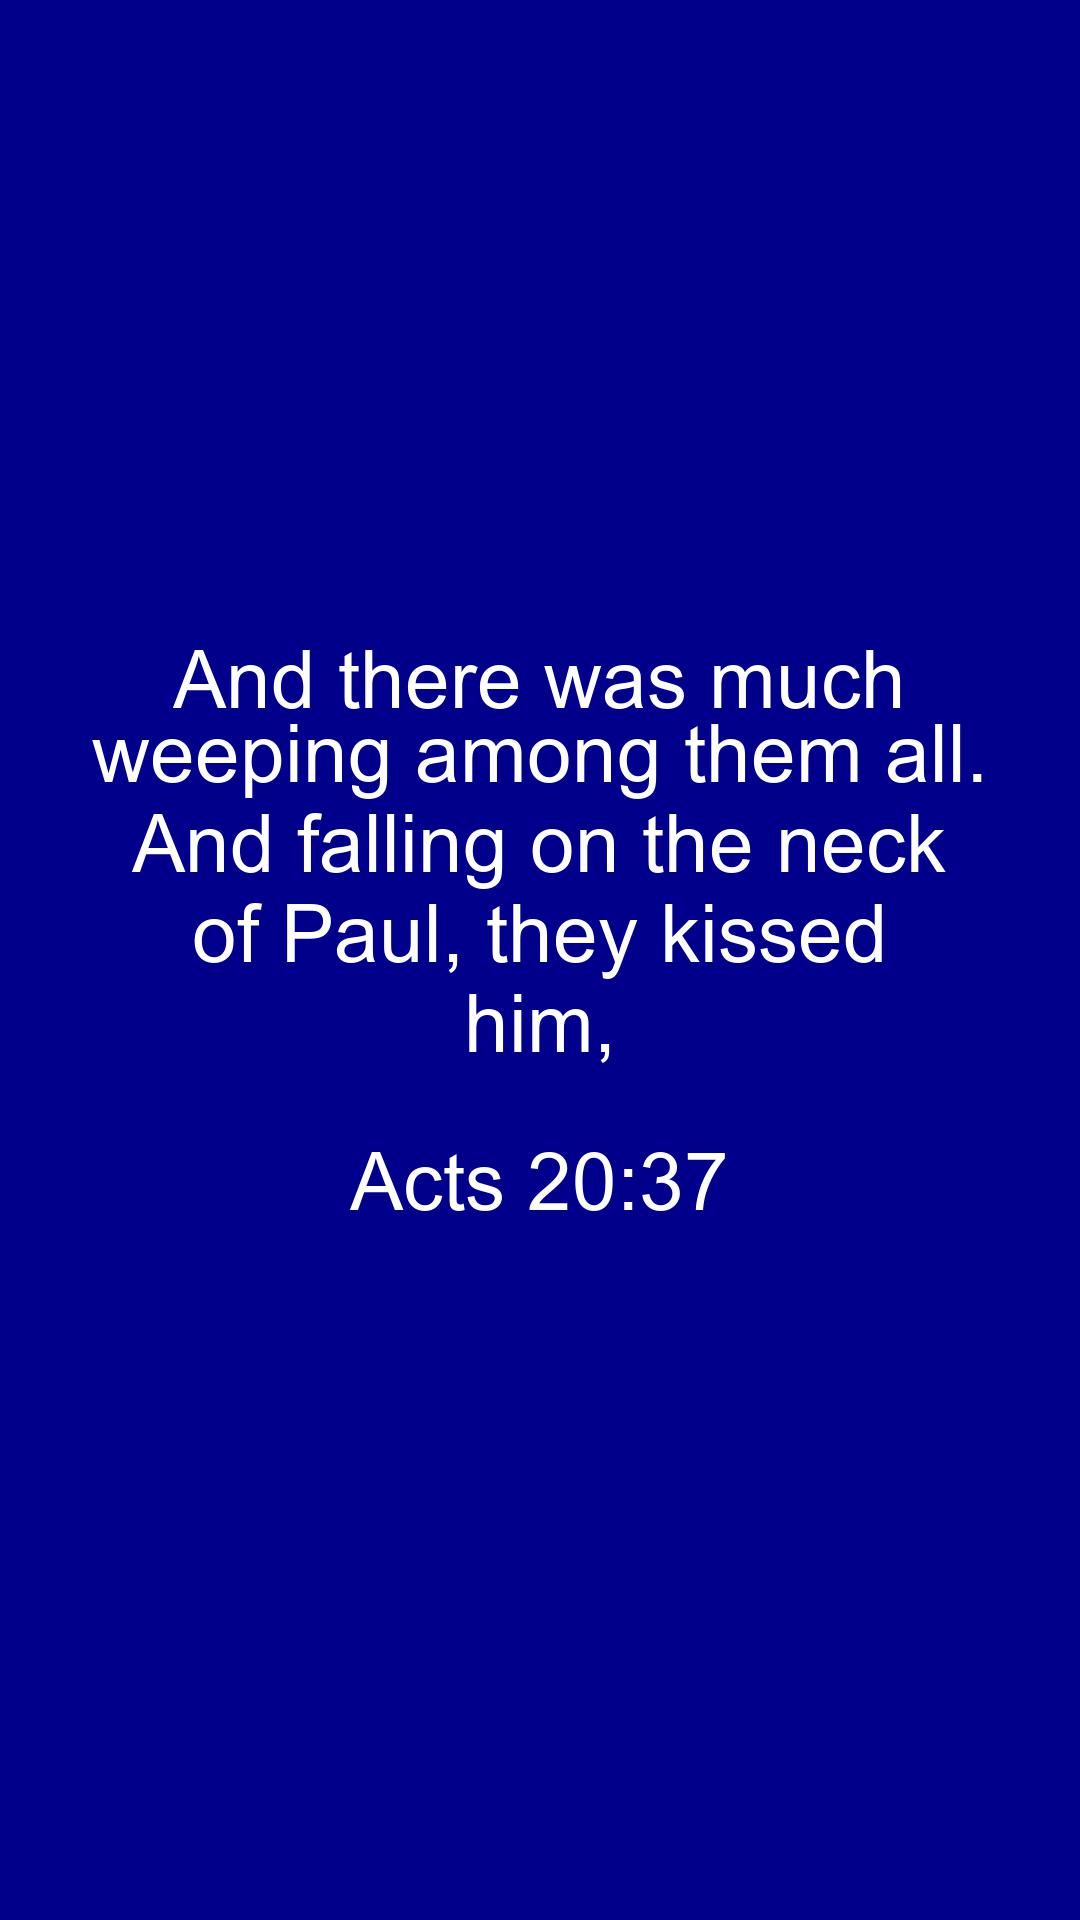 And there was much
weeping among them all.
And falling on the neck
of Paul, they kissed
him,
Acts 20:37